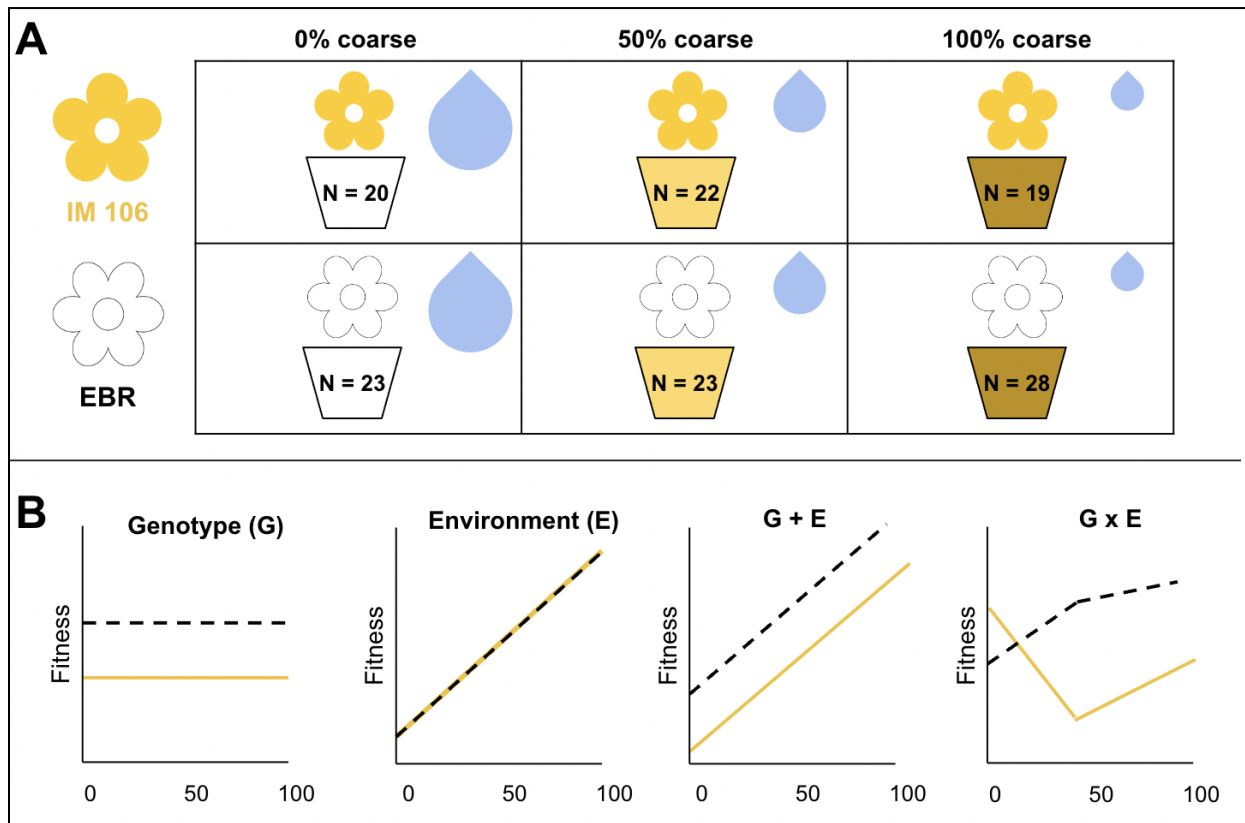 A
0% coarse 50% coarse 100% coarse
N = 20 N = 22 N = 19
IM 106
N = 23 N = 23 N = 28
EBR
B
Genotype (G) Environment (E) G + E G x E
Fitness Fitness Fitness Fitness
0 50 100 0 50 100 0 50 100 0 50 100